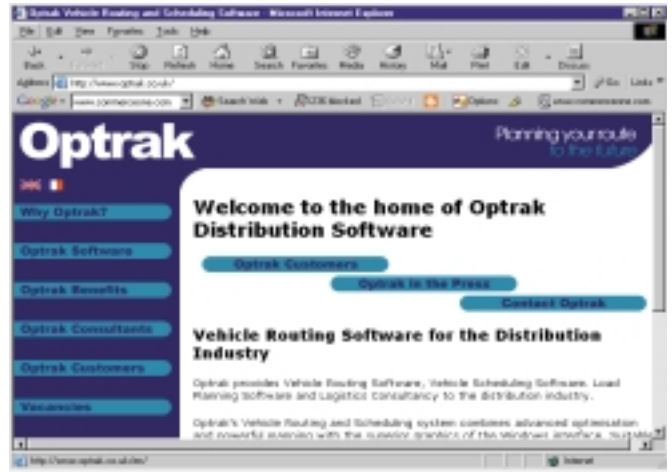 Optrak Vehicle Routing and Scheduling Software - Microsoft Internet Explorer
File Edit View Favorites Tools Help
Back Stop Refresh Home Search Favorites Media History Mail Print Edit Discuss
Address http://www.optrak.co.uk/ Go Links
Google Search Web blocked Options
Optrak
Planning your route
to the future
Why Optrak?
Optrak Software
Optrak Benefits
Optrak Consultants
Optrak Customers
Vacancies
Welcome to the home of Optrak
Distribution Software
Optrak Customers
Optrak in the Press
Contact Optrak
Vehicle Routing Software for the Distribution
Industry
Optrak provides Vehicle Routing Software, Vehicle Scheduling Software, Load
Planning Software and Logistics Consultancy to the distribution industry.
Optrak's Vehicle Routing and Scheduling system combines advanced optimisation
and powerful mapping with the superior graphics of the Windows interface. Suitable
Internet